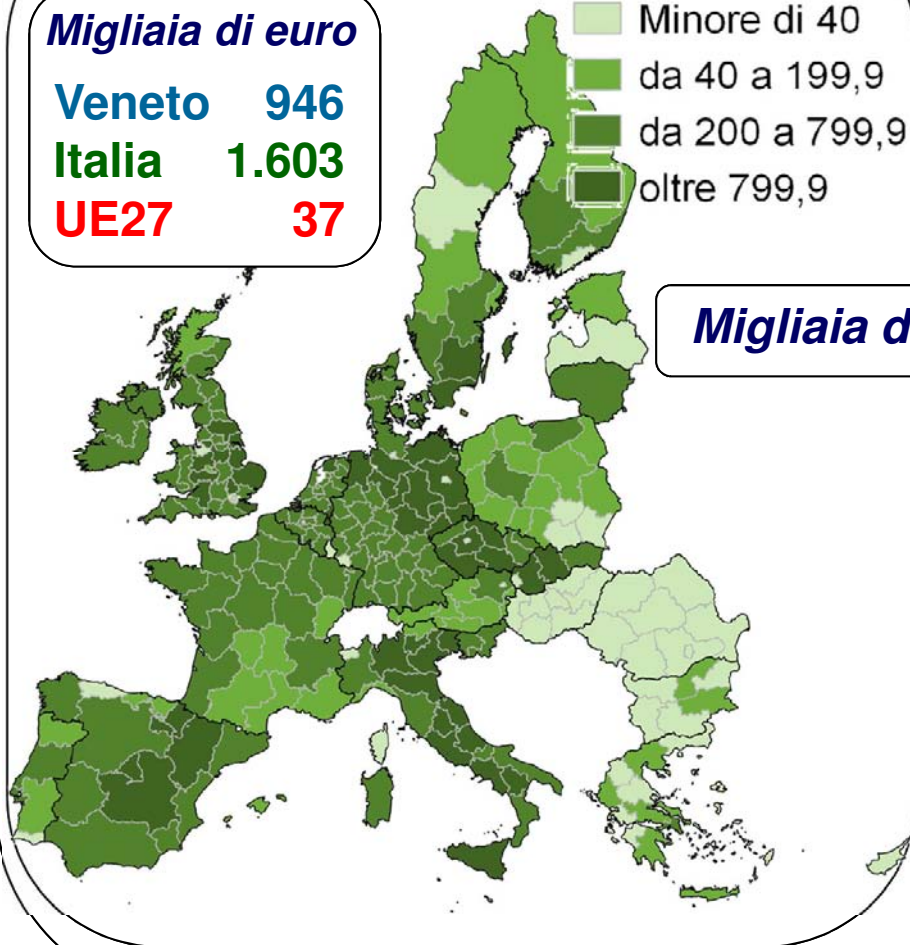 Migliaia di euro
Veneto 946
Italia 1.603
UE27 37
Minore di 40
da 40 a 199,9
da 200 a 799,9
oltre 799,9
Migliaia d